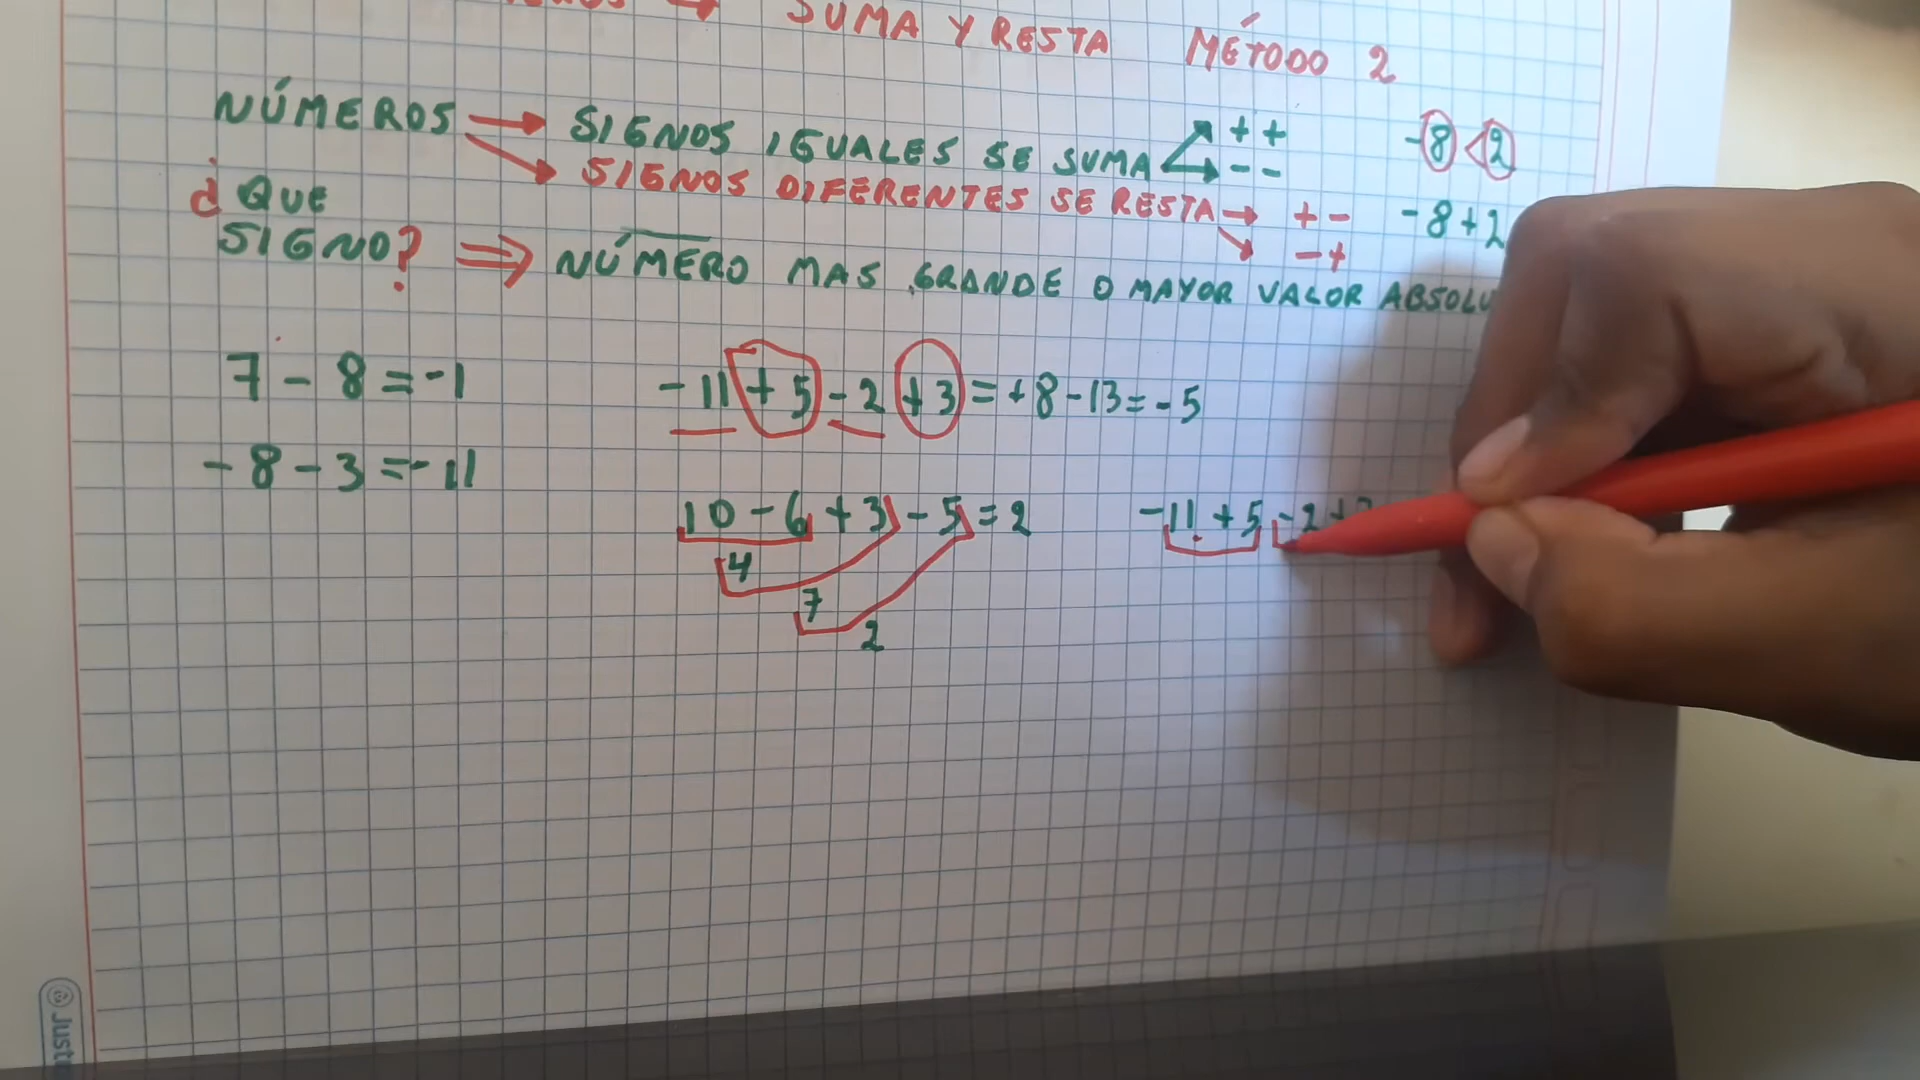 SUMA Y RESTA MÉTODO 2
NÚMEROS → SIGNOS IGUALES SE SUMA + +
- -
SIGNOS DIFERENTES SE RESTA → + -
- +
-8 < 2
-8+2
¿QUE
SIGNO? ⇒ NÚMERO MAS GRANDE O MAYOR VALOR
7 - 8 = -1
-11 + 5 - 2 + 3 = +8 - 13 = - 5
- 8 - 3 = - 11
10 - 6 + 3 - 5 = 2
4
7
2
-11 + 5 - 2 +